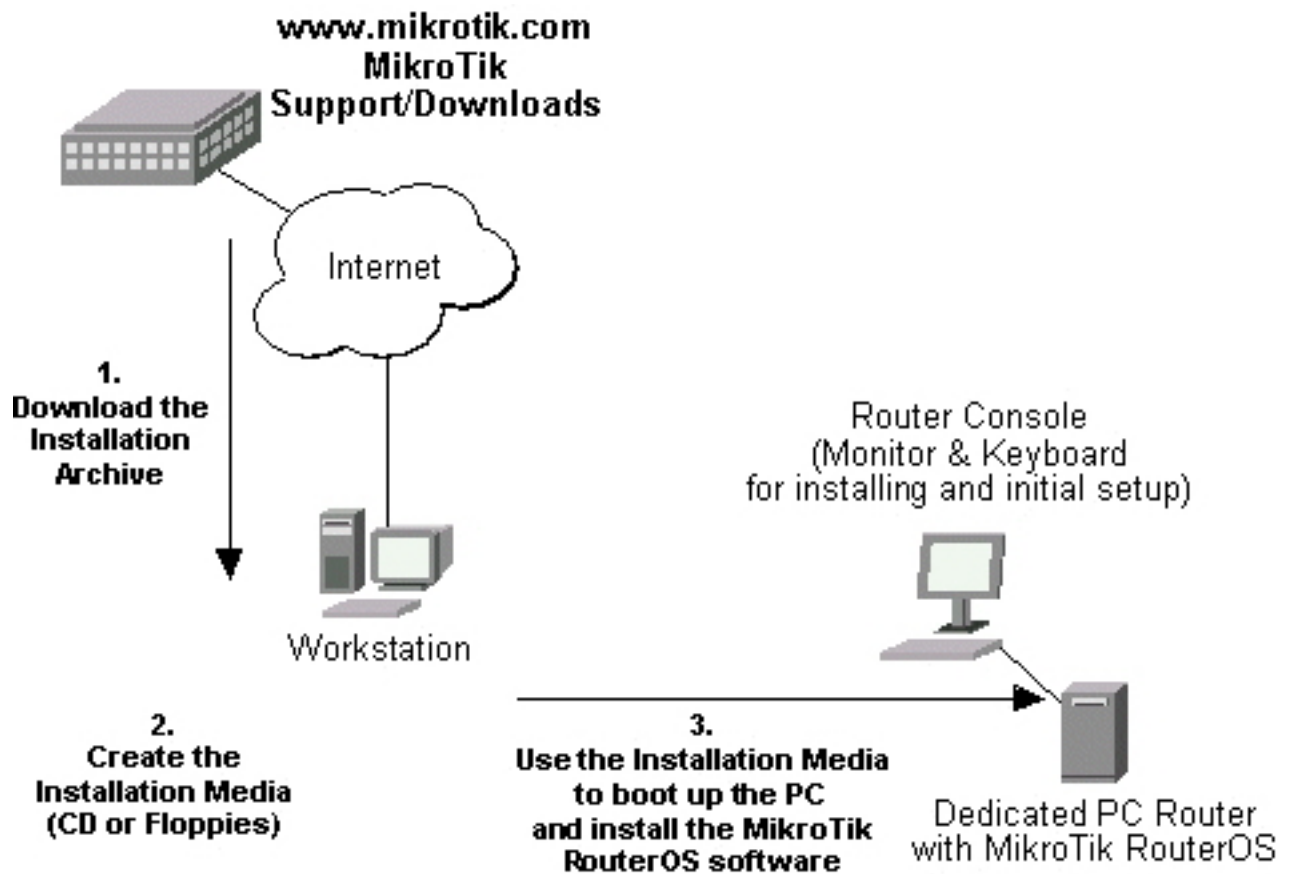 www.mikrotik.com
MikroTik
Support/Downloads
Internet
1.
Download the
Installation
Archive
Workstation
Router Console
(Monitor & Keyboard
for installing and initial setup)
2.
Create the
Installation Media
(CD or Floppies)
3.
Use the Installation Media
to boot up the PC
and install the MikroTik
RouterOS software
Dedicated PC Router
with MikroTik RouterOS